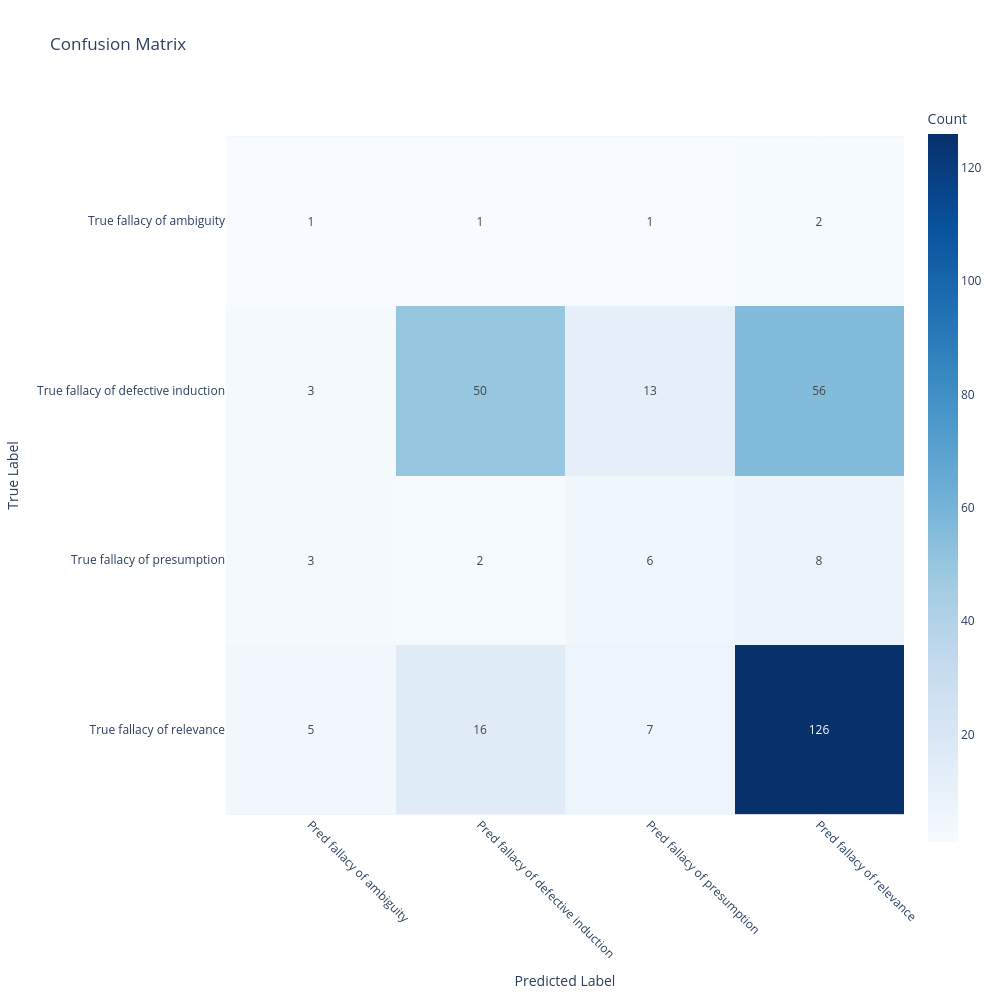 Confusion Matrix
Count
True fallacy of ambiguity 1 1 1 2
True fallacy of defective induction 3 50 13 56
True fallacy of presumption 3 2 6 8
True fallacy of relevance 5 16 7 126
True Label
Pred fallacy of ambiguity
Pred fallacy of defective induction
Pred fallacy of presumption
Pred fallacy of relevance
Predicted Label
120
100
80
60
40
20